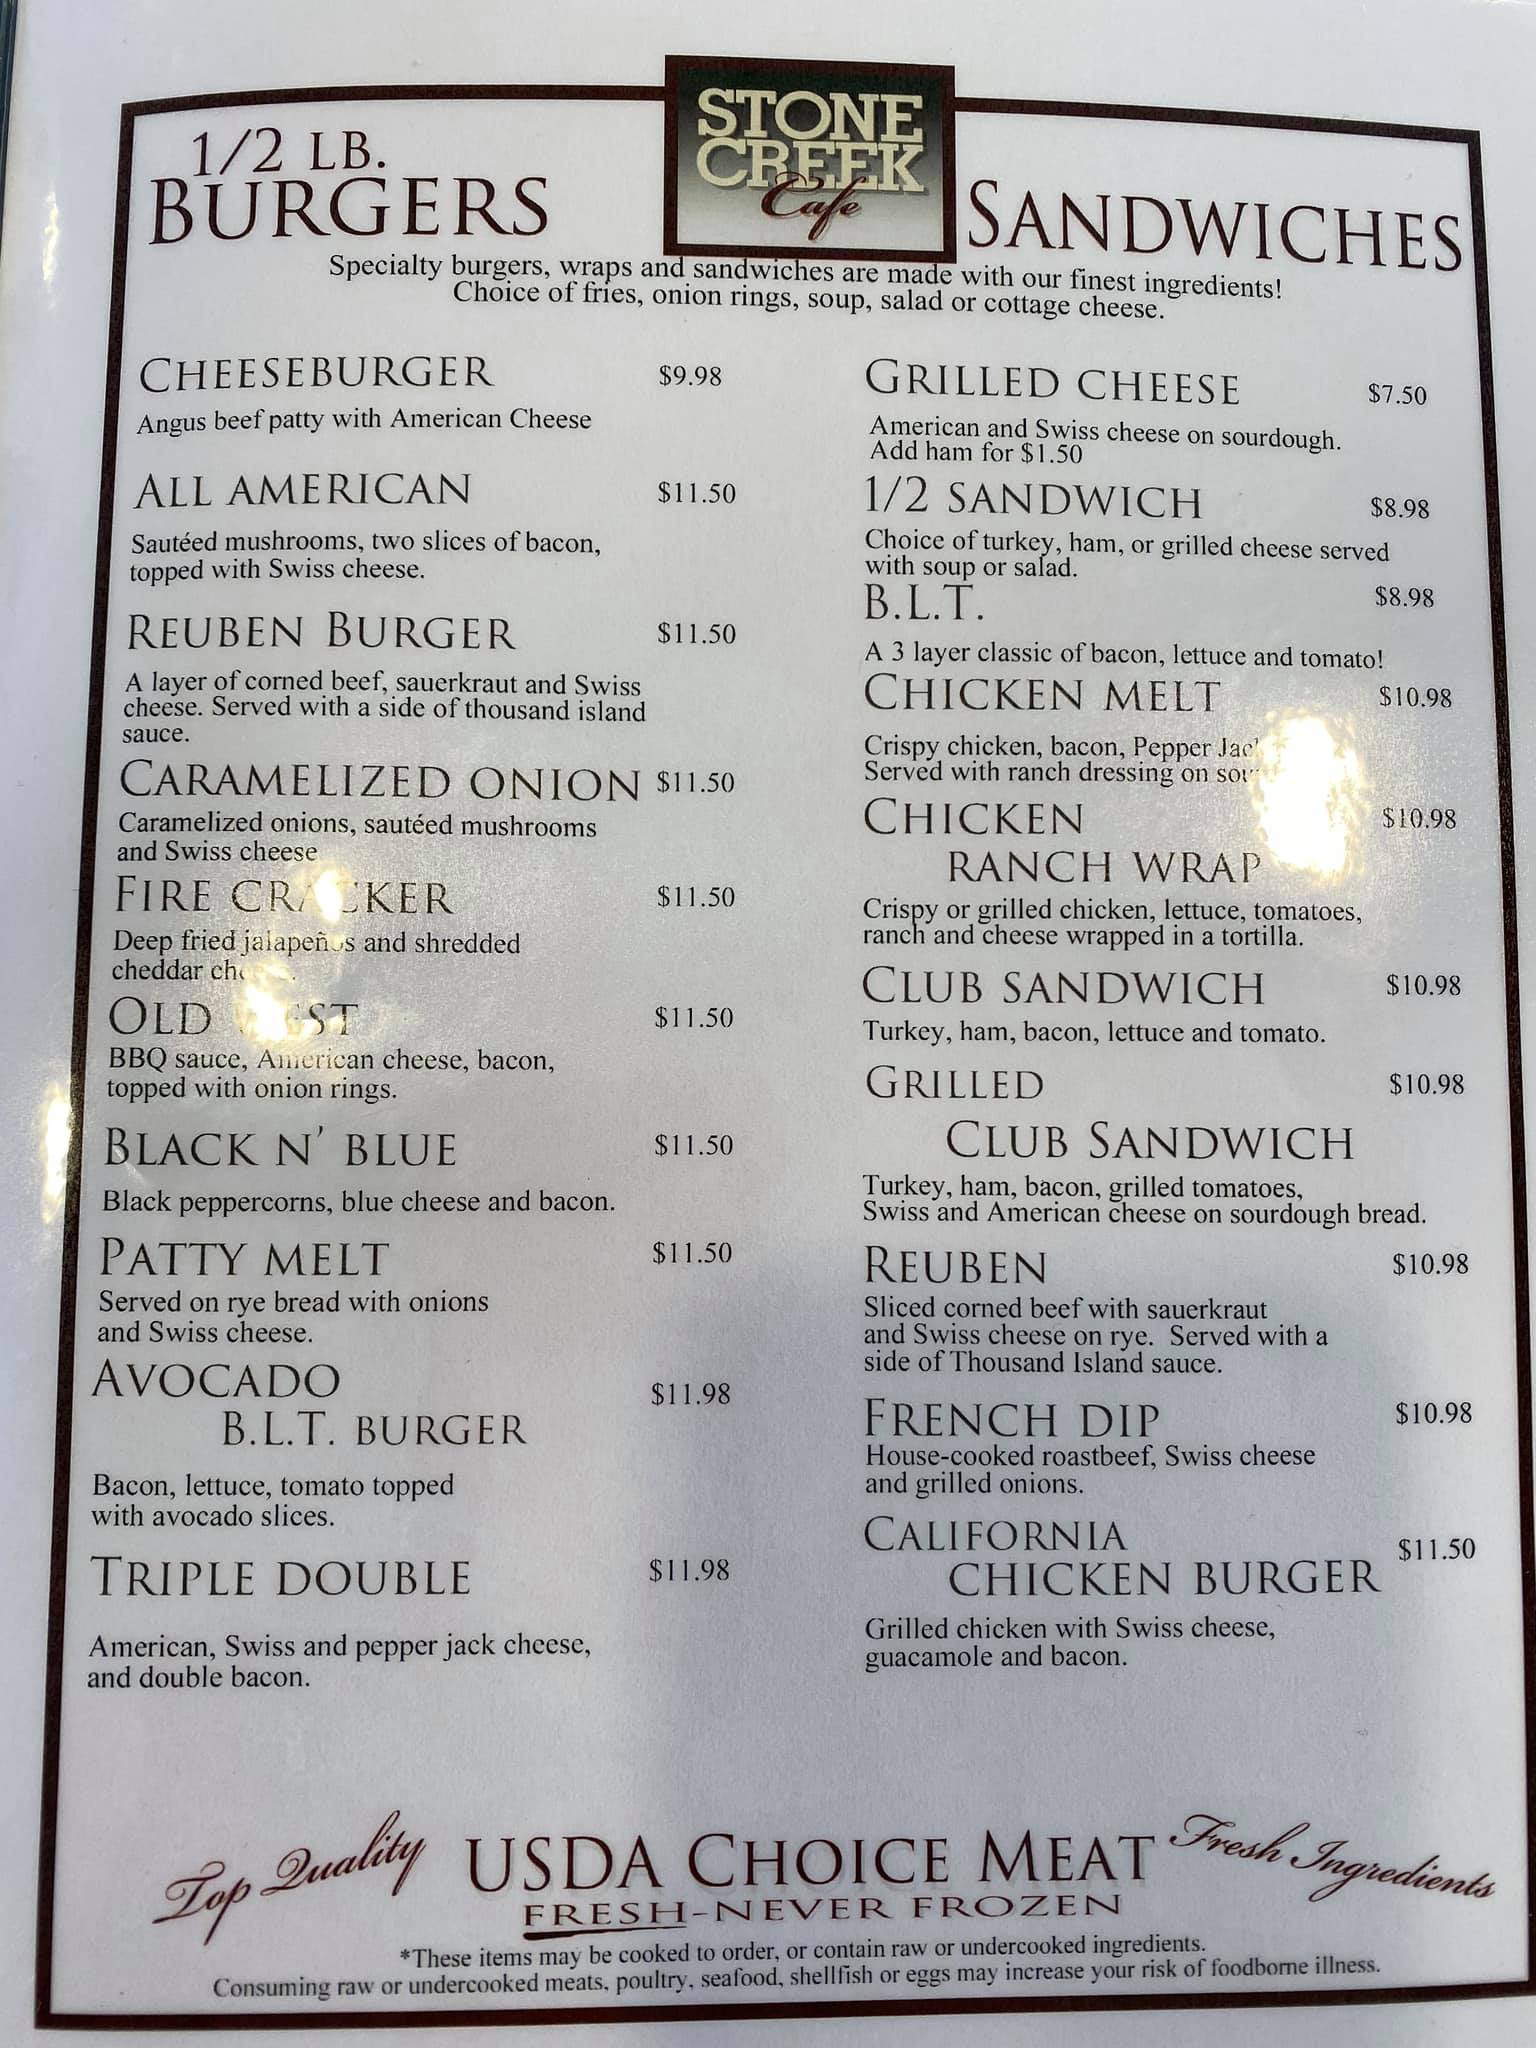 STONE
CREEK
Cafe
1/2 LB.
BURGERS
SANDWICHES
Specialty burgers, wraps and sandwiches are made with our finest ingredients!
Choice of fries, onion rings, soup, salad or cottage cheese.
CHEESEBURGER $9.98
Angus beef patty with American Cheese
ALL AMERICAN $11.50
Sautéed mushrooms, two slices of bacon,
topped with Swiss cheese.
REUBEN BURGER $11.50
A layer of corned beef, sauerkraut and Swiss
cheese. Served with a side of thousand island
sauce.
CARAMELIZED ONION $11.50
Caramelized onions, sautéed mushrooms
and Swiss cheese
FIRE CRACKER $11.50
Deep fried jalapeños and shredded
cheddar
OLD WEST $11.50
BBQ sauce, American cheese, bacon,
topped with onion rings.
BLACK N' BLUE $11.50
Black peppercorns, blue cheese and bacon.
PATTY MELT $11.50
Served on rye bread with onions
and Swiss cheese.
AVOCADO $11.98
B.L.T. BURGER
Bacon, lettuce, tomato topped
with avocado slices.
TRIPLE DOUBLE $11.98
American, Swiss and pepper jack cheese,
and double bacon.
GRILLED CHEESE $7.50
American and Swiss cheese on sourdough.
Add ham for $1.50
1/2 SANDWICH $8.98
Choice of turkey, ham, or grilled cheese served
with soup or salad.
B.L.T. $8.98
A 3 layer classic of bacon, lettuce and tomato!
CHICKEN MELT $10.98
Crispy chicken, bacon, Pepper Jack
Served with ranch dressing on
CHICKEN $10.98
RANCH WRAP
Crispy or grilled chicken, lettuce, tomatoes,
ranch and cheese wrapped in a tortilla.
CLUB SANDWICH $10.98
Turkey, ham, bacon, lettuce and tomato.
GRILLED $10.98
CLUB SANDWICH
Turkey, ham, bacon, grilled tomatoes,
Swiss and American cheese on sourdough bread.
REUBEN $10.98
Sliced corned beef with sauerkraut
and Swiss cheese on rye. Served with a
side of Thousand Island sauce.
FRENCH DIP $10.98
House-cooked roastbeef, Swiss cheese
and grilled onions.
CALIFORNIA $11.50
CHICKEN BURGER
Grilled chicken with Swiss cheese,
guacamole and bacon.
Top Quality USDA CHOICE MEAT Fresh Ingredients
FRESH-NEVER FROZEN
*These items may be cooked to order, or contain raw or undercooked ingredients.
Consuming raw or undercooked meats, poultry, seafood, shellfish or eggs may increase your risk of foodborne illness.